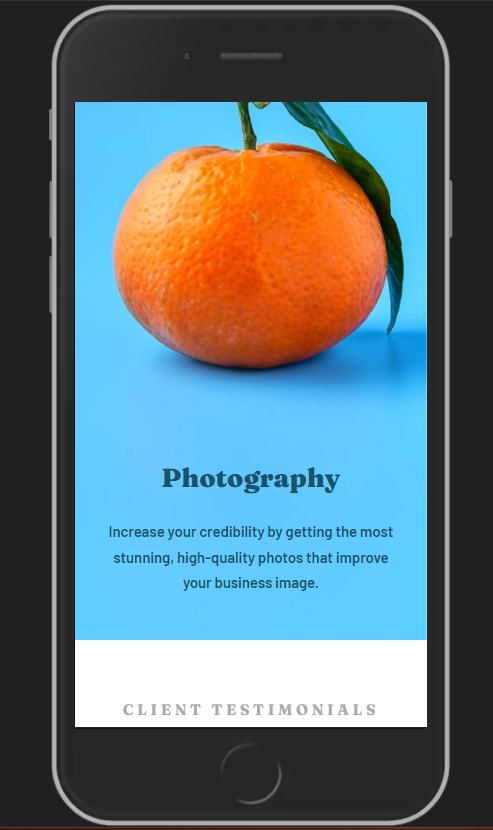 Photography
Increase your credibility by getting the most
stunning, high-quality photos that improve
your business image.
CLIENT TESTIMONIALS